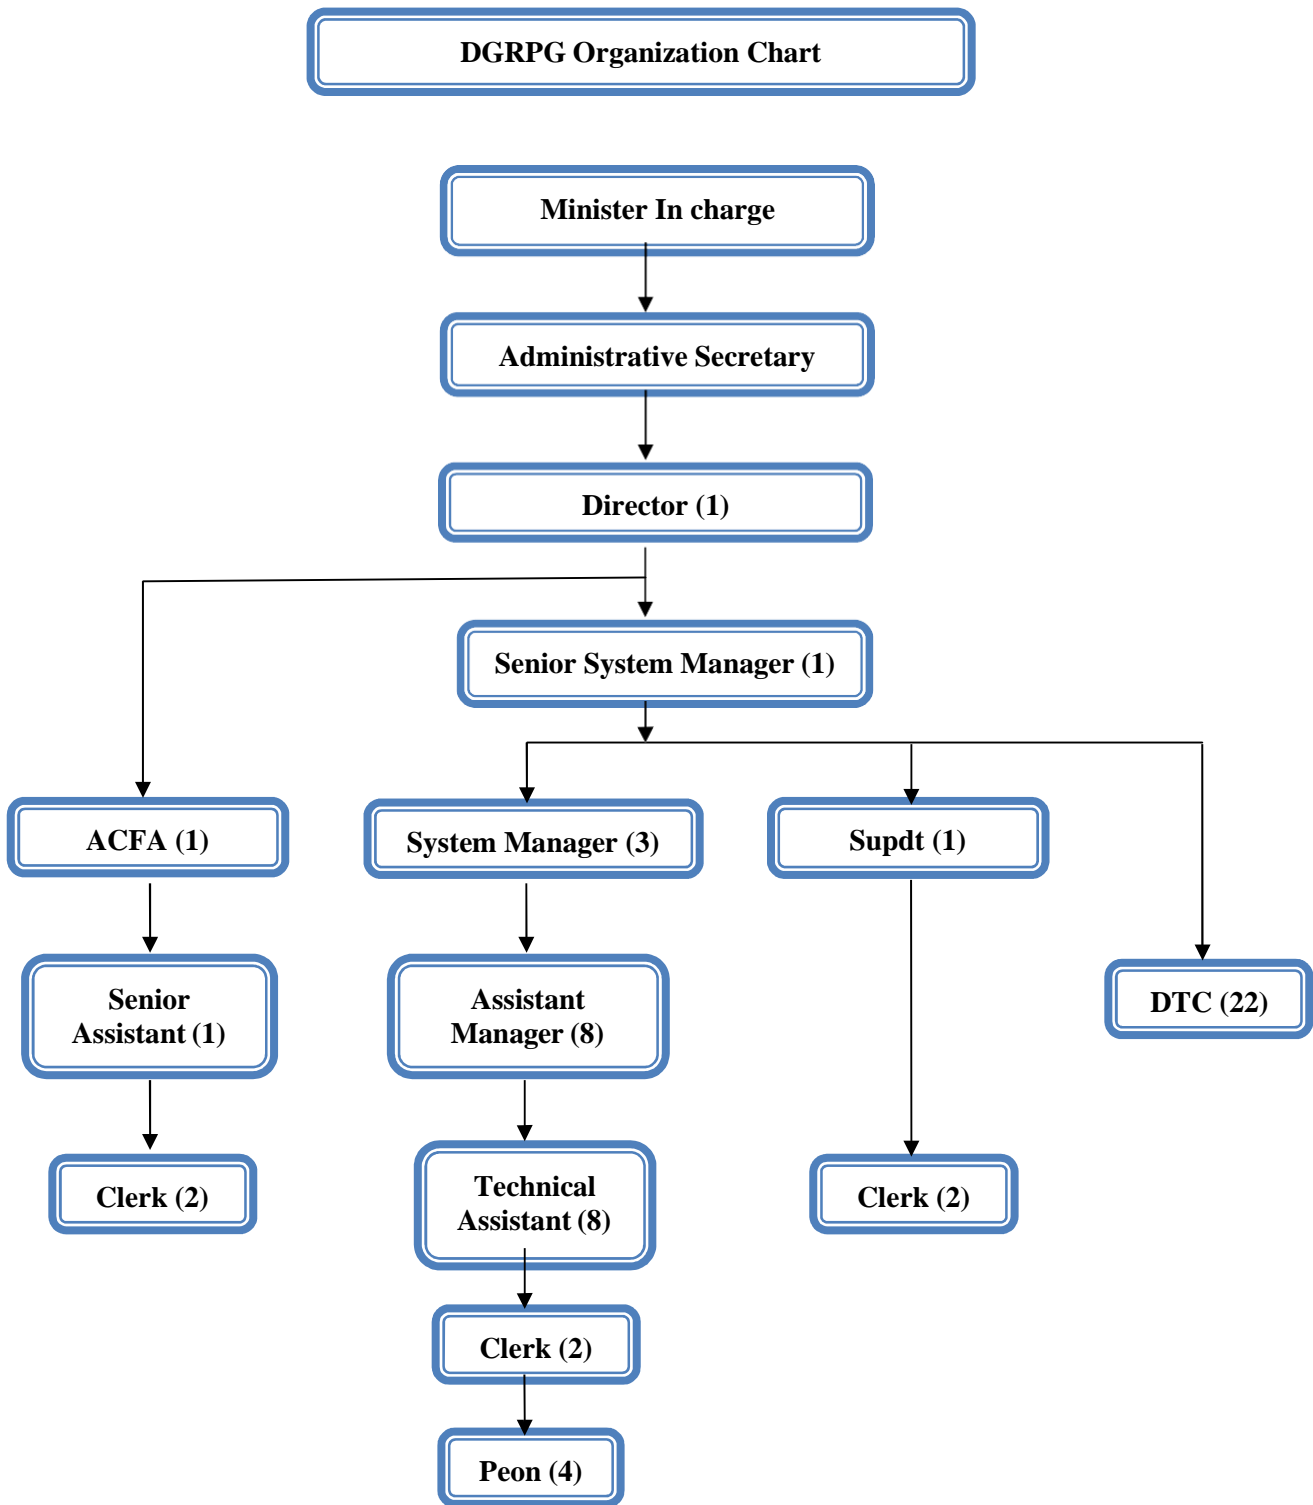 DGRPG Organization Chart
Minister In charge
Administrative Secretary
Director (1)
Senior System Manager (1)
ACFA (1)
System Manager (3)
Supdt (1)
Senior
Assistant (1)
Assistant
Manager (8)
DTC (22)
Clerk (2)
Technical
Assistant (8)
Clerk (2)
Clerk (2)
Peon (4)